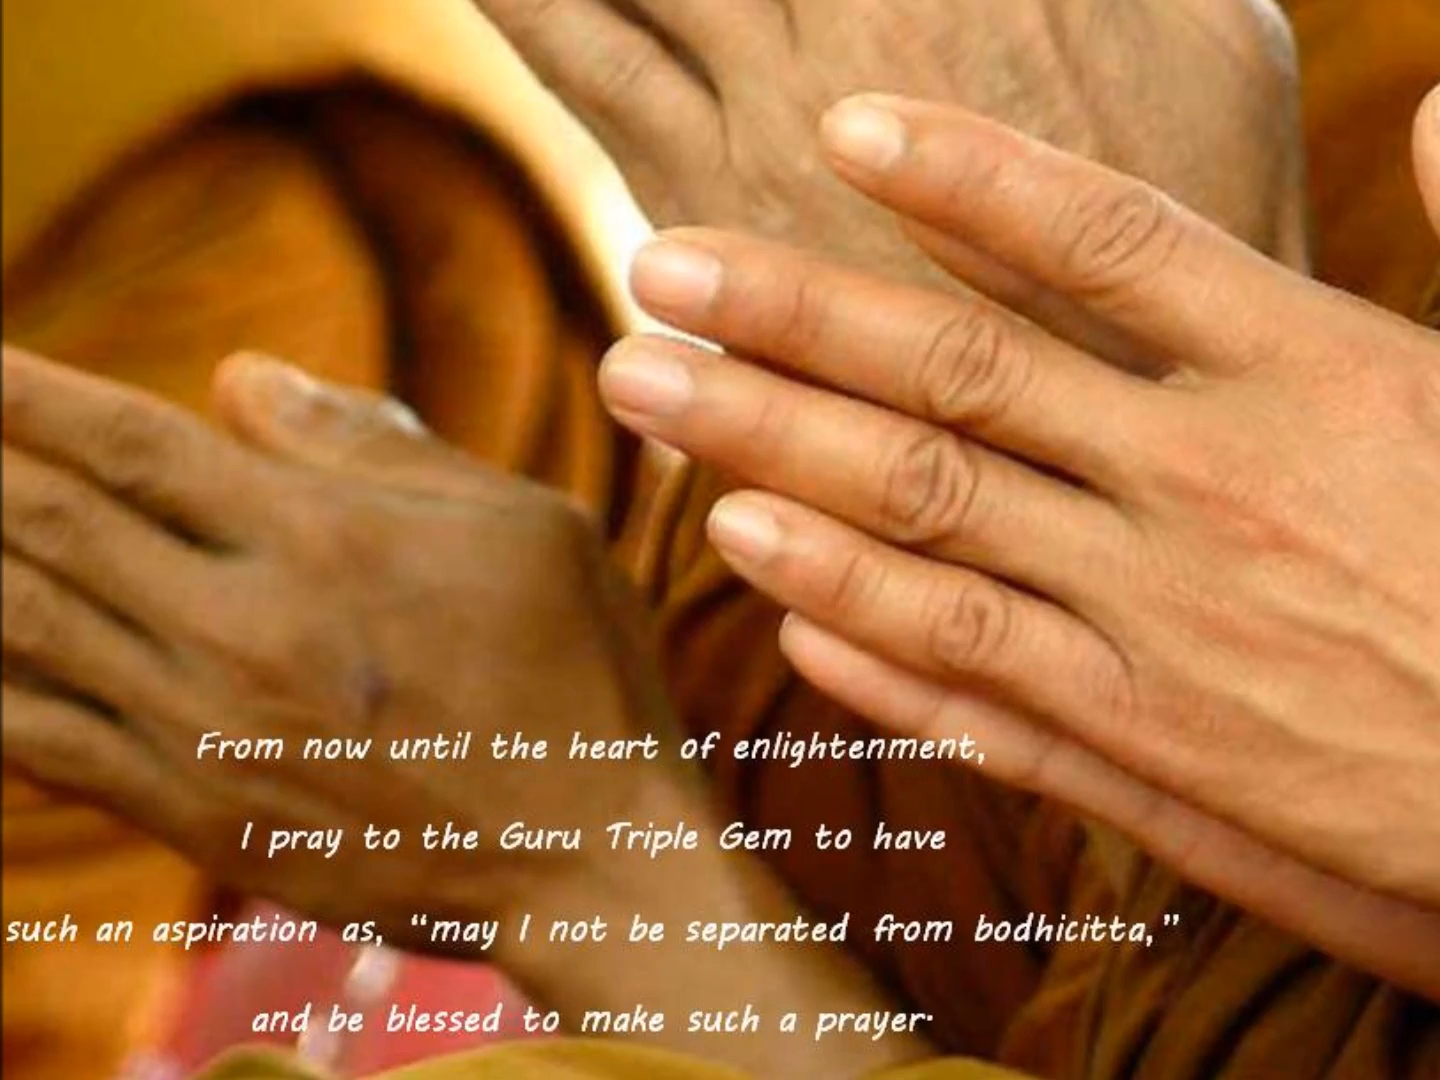 From now until the heart of enlightenment,
I pray to the Guru Triple Gem to have
such an aspiration as, “may I not be separated from bodhicitta,”
and be blessed to make such a prayer.